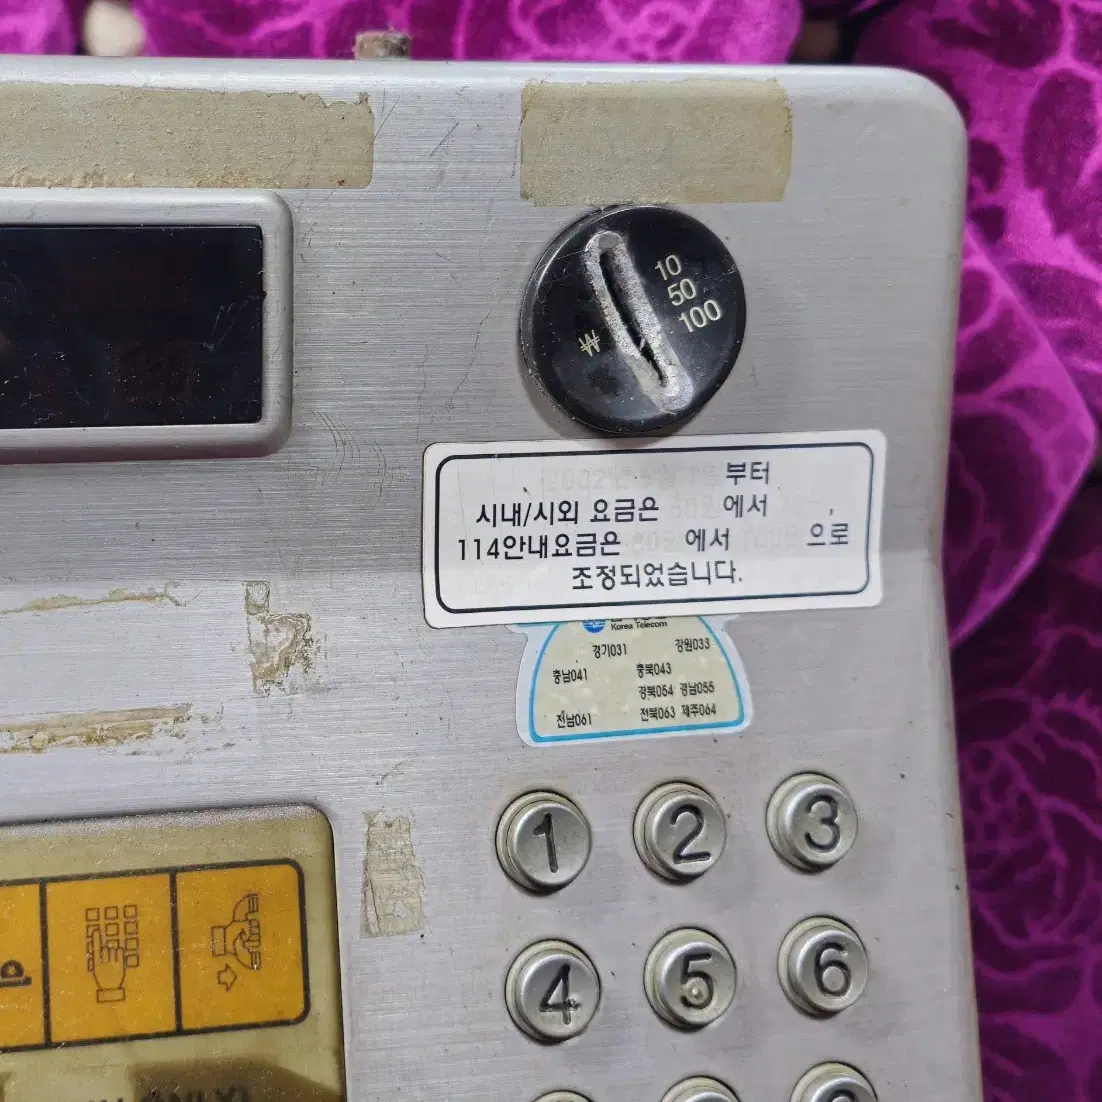 10
50
100
₩
부터
시내/시외 요금은 에서 ,
114안내요금은 에서 으로
조정되었습니다.
Korea Telecom
경기031 강원033
충남041 충북043
경북054 경남055
전남061 전북063 제주064
1 2 3
4 5 6